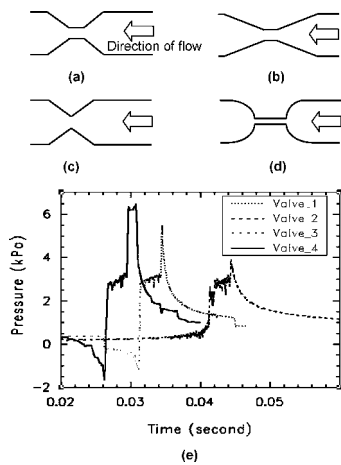 Direction of flow
(a)
(b)
(c)
(d)
Valve_1
Valve_2
Valve_3
Valve_4
Pressure (kPa)
6
4
2
0
−2
0.02
0.03
0.04
0.05
Time (second)
(e)